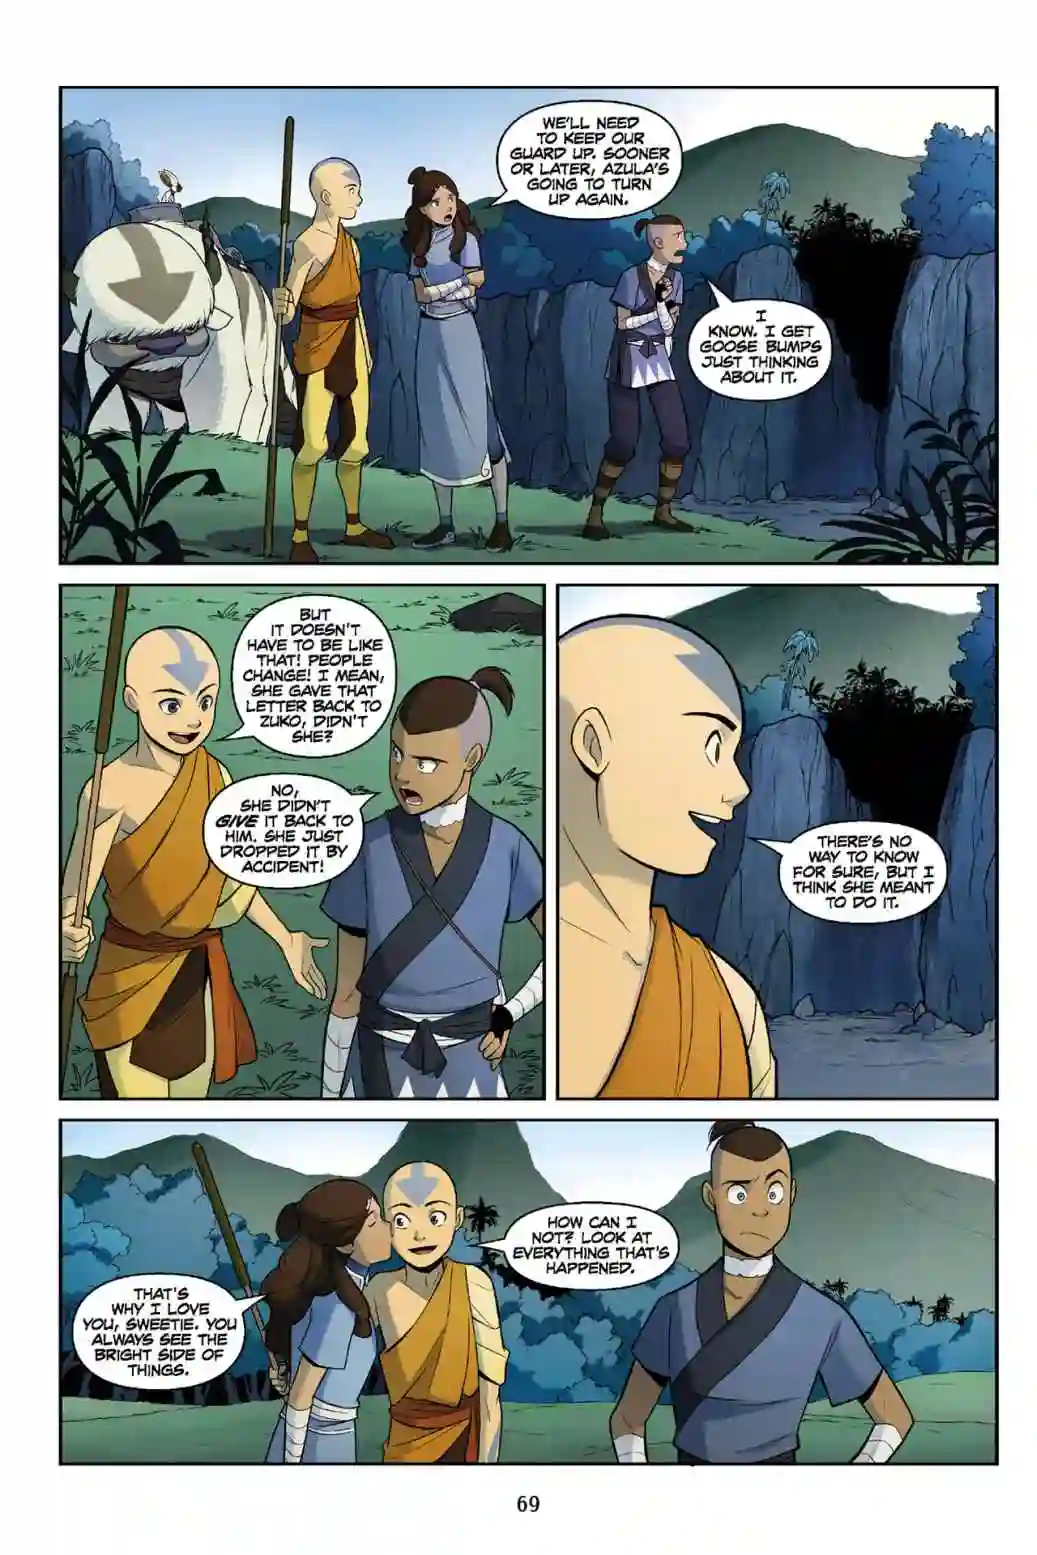 WE'LL NEED
TO KEEP OUR
GUARD UP. SOONER
OR LATER, AZULA'S
GOING TO TURN
UP AGAIN.
I
KNOW. I GET
GOOSE BUMPS
JUST THINKING
ABOUT IT.
BUT
IT DOESN'T
HAVE TO BE LIKE
THAT! PEOPLE
CHANGE! I MEAN,
SHE GAVE THAT
LETTER BACK TO
ZUKO, DIDN'T
SHE?
NO,
SHE DIDN'T
GIVE IT BACK TO
HIM. SHE JUST
DROPPED IT BY
ACCIDENT!
THERE'S NO
WAY TO KNOW
FOR SURE, BUT I
THINK SHE MEANT
TO DO IT.
THAT'S
WHY I LOVE
YOU, SWEETIE. YOU
ALWAYS SEE THE
BRIGHT SIDE OF
THINGS.
HOW CAN I
NOT? LOOK AT
EVERYTHING THAT'S
HAPPENED.
69